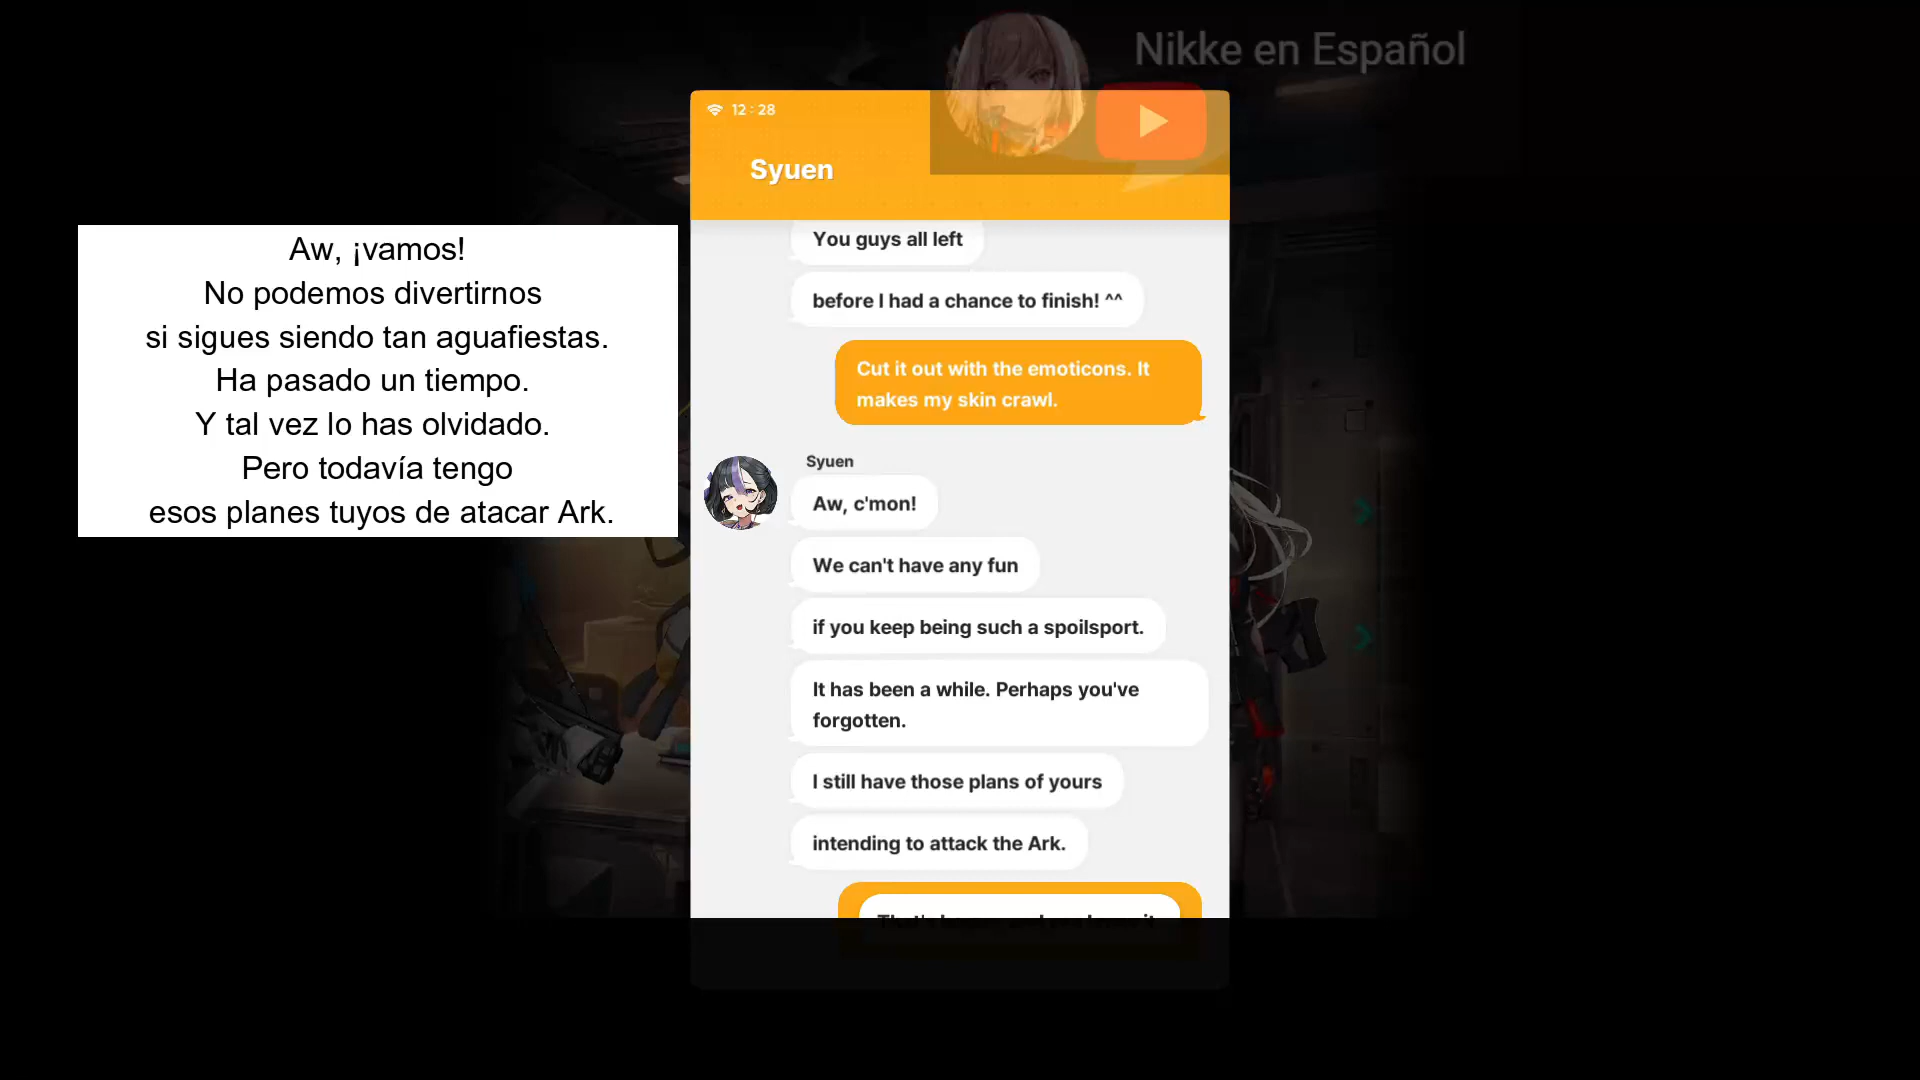 Nikke en Español
12:28
Syuen
Aw, ¡vamos!
No podemos divertirnos
si sigues siendo tan aguafiestas.
Ha pasado un tiempo.
Y tal vez lo has olvidado.
Pero todavía tengo
esos planes tuyos de atacar Ark.
You guys all left
before I had a chance to finish! ^^
Cut it out with the emoticons. It
makes my skin crawl.
Syuen
Aw, c'mon!
We can't have any fun
if you keep being such a spoilsport.
It has been a while. Perhaps you've
forgotten.
I still have those plans of yours
intending to attack the Ark.